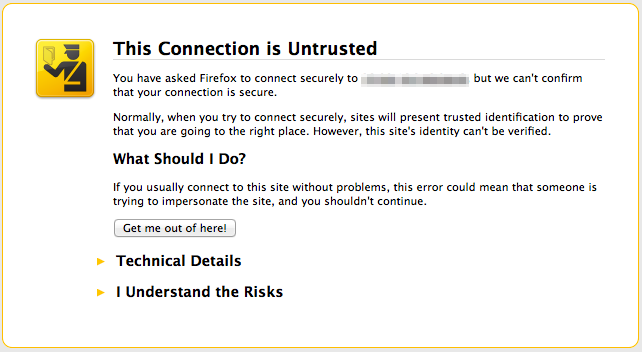 This Connection is Untrusted
You have asked Firefox to connect securely to but we can't confirm
that your connection is secure.
Normally, when you try to connect securely, sites will present trusted identification to prove
that you are going to the right place. However, this site's identity can't be verified.
What Should I Do?
If you usually connect to this site without problems, this error could mean that someone is
trying to impersonate the site, and you shouldn't continue.
Get me out of here!
Technical Details
I Understand the Risks